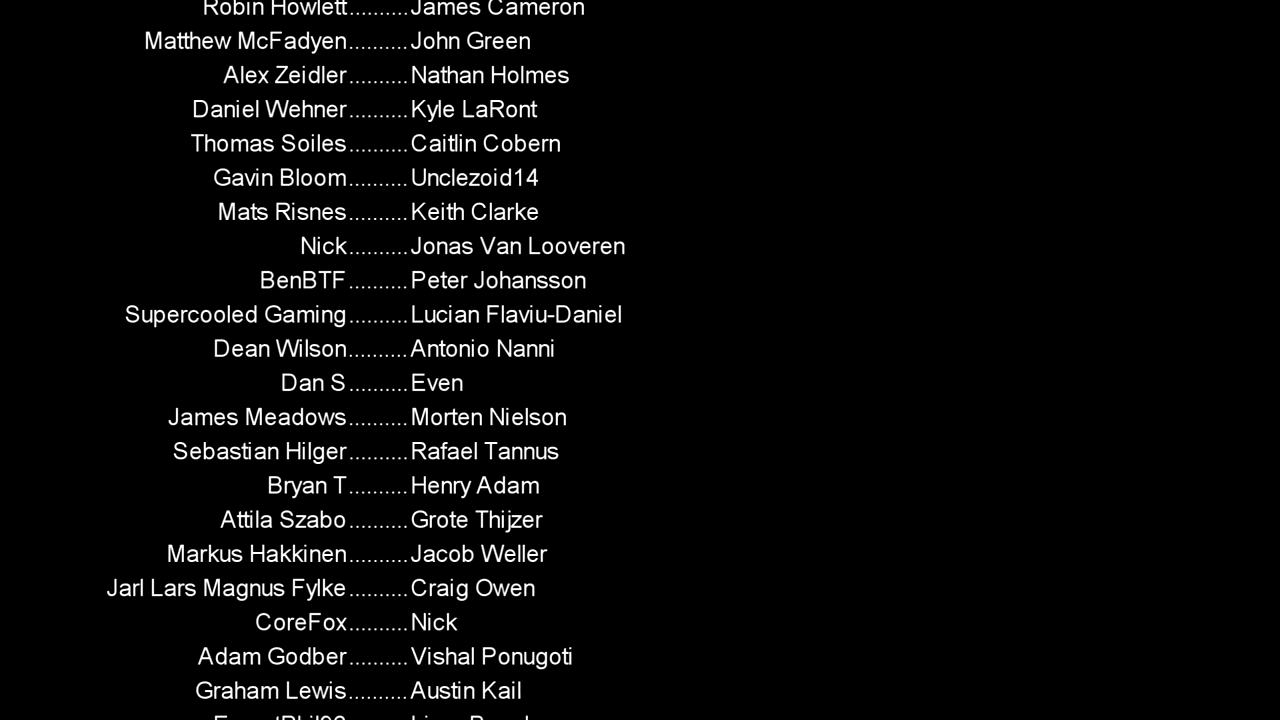 Robin Howlett..........James Cameron
Matthew McFadyen..........John Green
Alex Zeidler..........Nathan Holmes
Daniel Wehner..........Kyle LaRont
Thomas Soiles..........Caitlin Cobern
Gavin Bloom..........Unclezoid14
Mats Risnes..........Keith Clarke
Nick..........Jonas Van Looveren
BenBTF..........Peter Johansson
Supercooled Gaming..........Lucian Flaviu-Daniel
Dean Wilson..........Antonio Nanni
Dan S..........Even
James Meadows..........Morten Nielson
Sebastian Hilger..........Rafael Tannus
Bryan T..........Henry Adam
Attila Szabo..........Grote Thijzer
Markus Hakkinen..........Jacob Weller
Jarl Lars Magnus Fylke..........Craig Owen
CoreFox..........Nick
Adam Godber..........Vishal Ponugoti
Graham Lewis..........Austin Kail